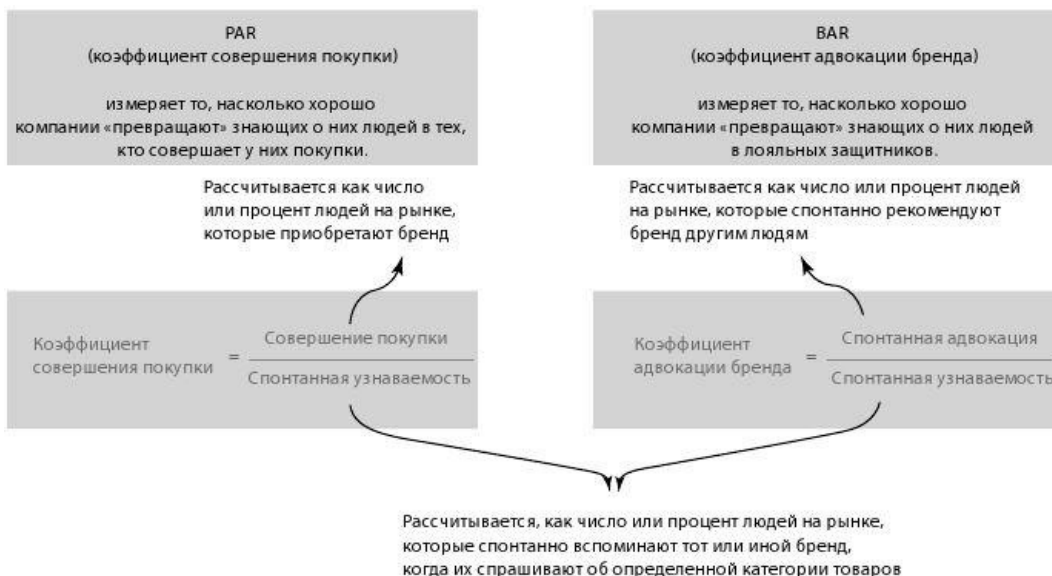 PAR
(коэффициент совершения покупки)
измеряет то, насколько хорошо
компании «превращают» знающих о них людей в тех,
кто совершает у них покупки.
BAR
(коэффициент адвокации бренда)
измеряет то, насколько хорошо
компании «превращают» знающих о них людей
в лояльных защитников.
Рассчитывается как число
или процент людей на рынке,
которые приобретают бренд
Рассчитывается как число или процент людей
на рынке, которые спонтанно рекомендуют
бренд другим людям
Коэффициент
совершения покупки
=
Совершение покупки
Спонтанная узнаваемость
Коэффициент
адвокации бренда
=
Спонтанная адвокация
Спонтанная узнаваемость
Рассчитывается, как число или процент людей на рынке,
которые спонтанно вспоминают тот или иной бренд,
когда их спрашивают об определенной категории товаров